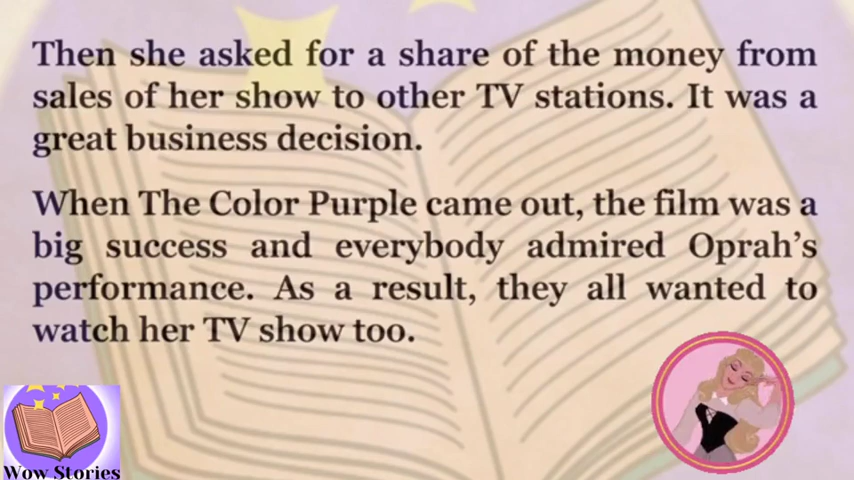 Then she asked for a share of the money from
sales of her show to other TV stations. It was a
great business decision.
When The Color Purple came out, the film was a
big success and everybody admired Oprah's
performance. As a result, they all wanted to
watch her TV show too.
Wow Stories